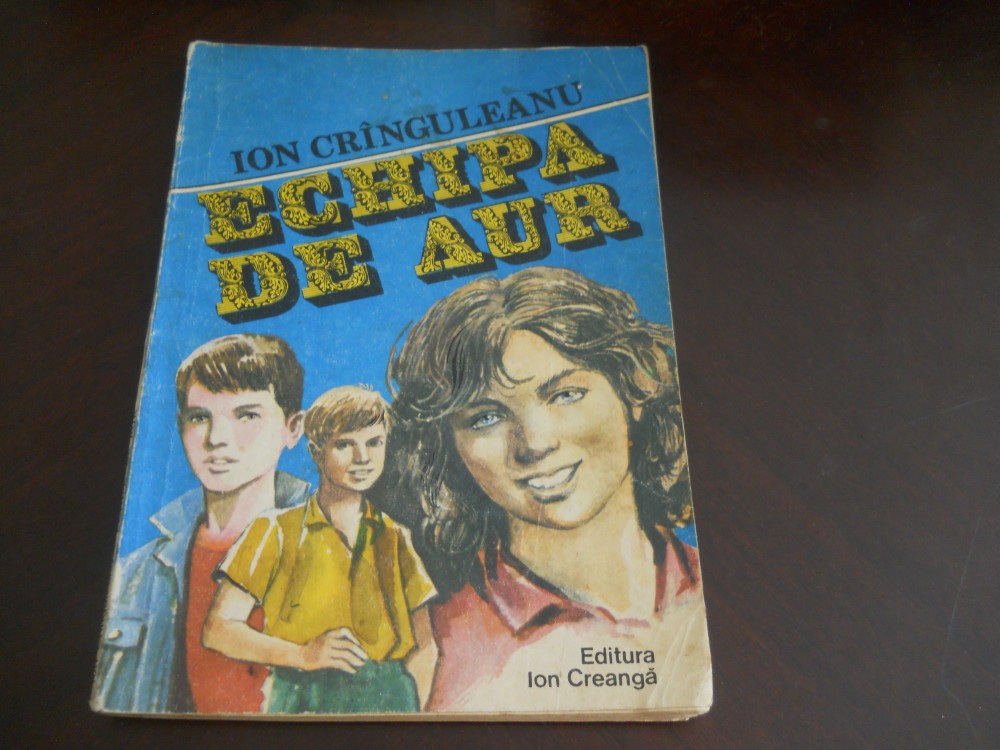 ION CRÎNGULEANU
ECHIPA
DE AUR
Editura
Ion Creangă